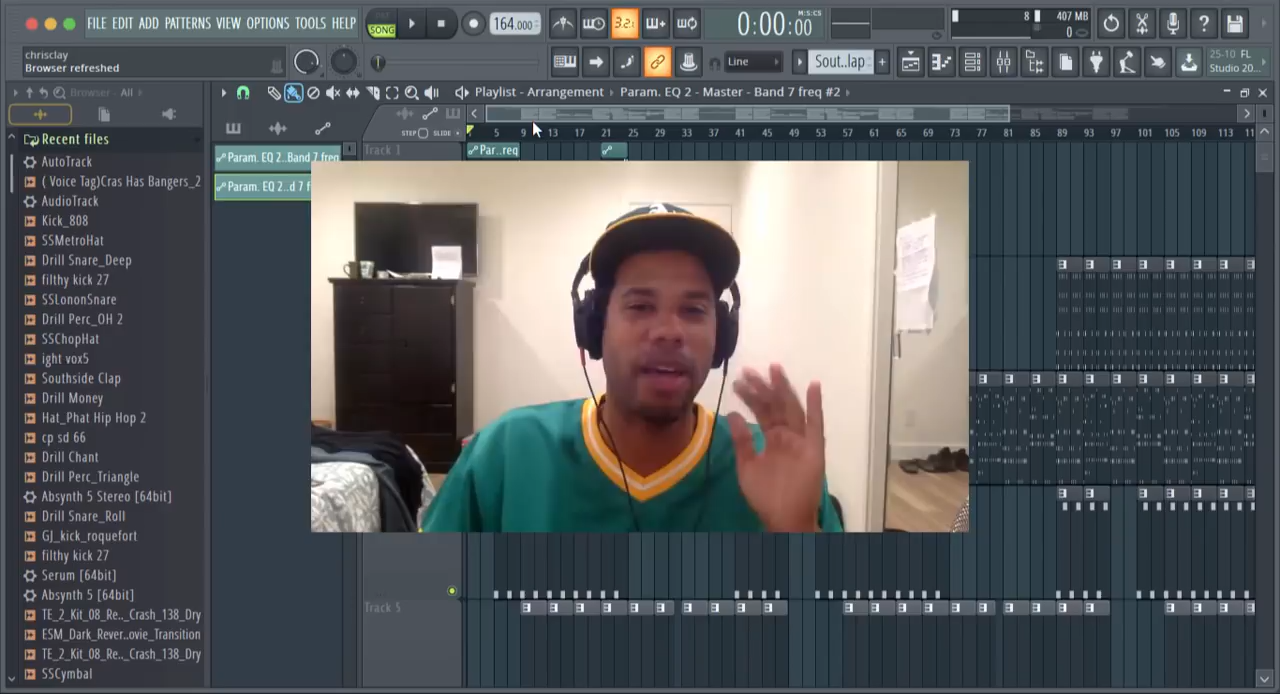 FILE EDIT ADD PATTERNS VIEW OPTIONS TOOLS HELP
SONG
164.000
3.2.
0:00:00
M:S:CS
8
407 MB
0
chrisclay
Browser refreshed
Line
Sout..lap
25-10 FL
Studio 20...
Browser - All
Playlist - Arrangement
Param. EQ 2 - Master - Band 7 freq #2
STEP
SLIDE
5 9 13 17 21 25 29 33 37 41 45 49 53 57 61 65 69 73 77 81 85 89 93 97 101 105 109 113 11
Recent files
AutoTrack
( Voice Tag)Cras Has Bangers_2
AudioTrack
Kick_808
SSMetroHat
Drill Snare_Deep
filthy kick 27
SSLononSnare
Drill Perc_OH 2
SSChopHat
ight vox5
Southside Clap
Drill Money
Hat_Phat Hip Hop 2
cp sd 66
Drill Chant
Drill Perc_Triangle
Absynth 5 Stereo [64bit]
Drill Snare_Roll
GJ_kick_roquefort
filthy kick 27
Serum [64bit]
Absynth 5 [64bit]
TE_2_Kit_08_Re.._Crash_138_Dry
ESM_Dark_Rever..ovie_Transition
TE_2_Kit_08_Re.._Crash_138_Dry
SSCymbal
Param. EQ 2..Band 7 freq
Param. EQ 2..d 7 f
Track 1
Par..req
Track 5